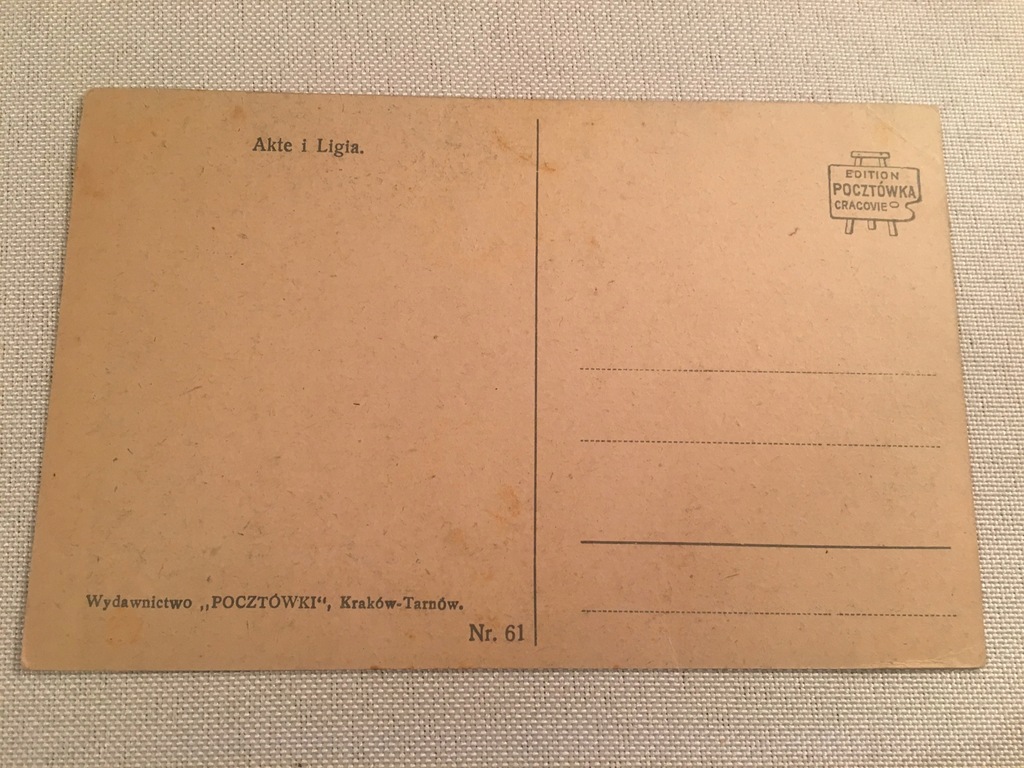 Akte i Ligia.
EDITION
POCZTÓWKA
CRACOVIE
Wydawnictwo „POCZTÓWKI“, Kraków-Tarnów.
Nr. 61